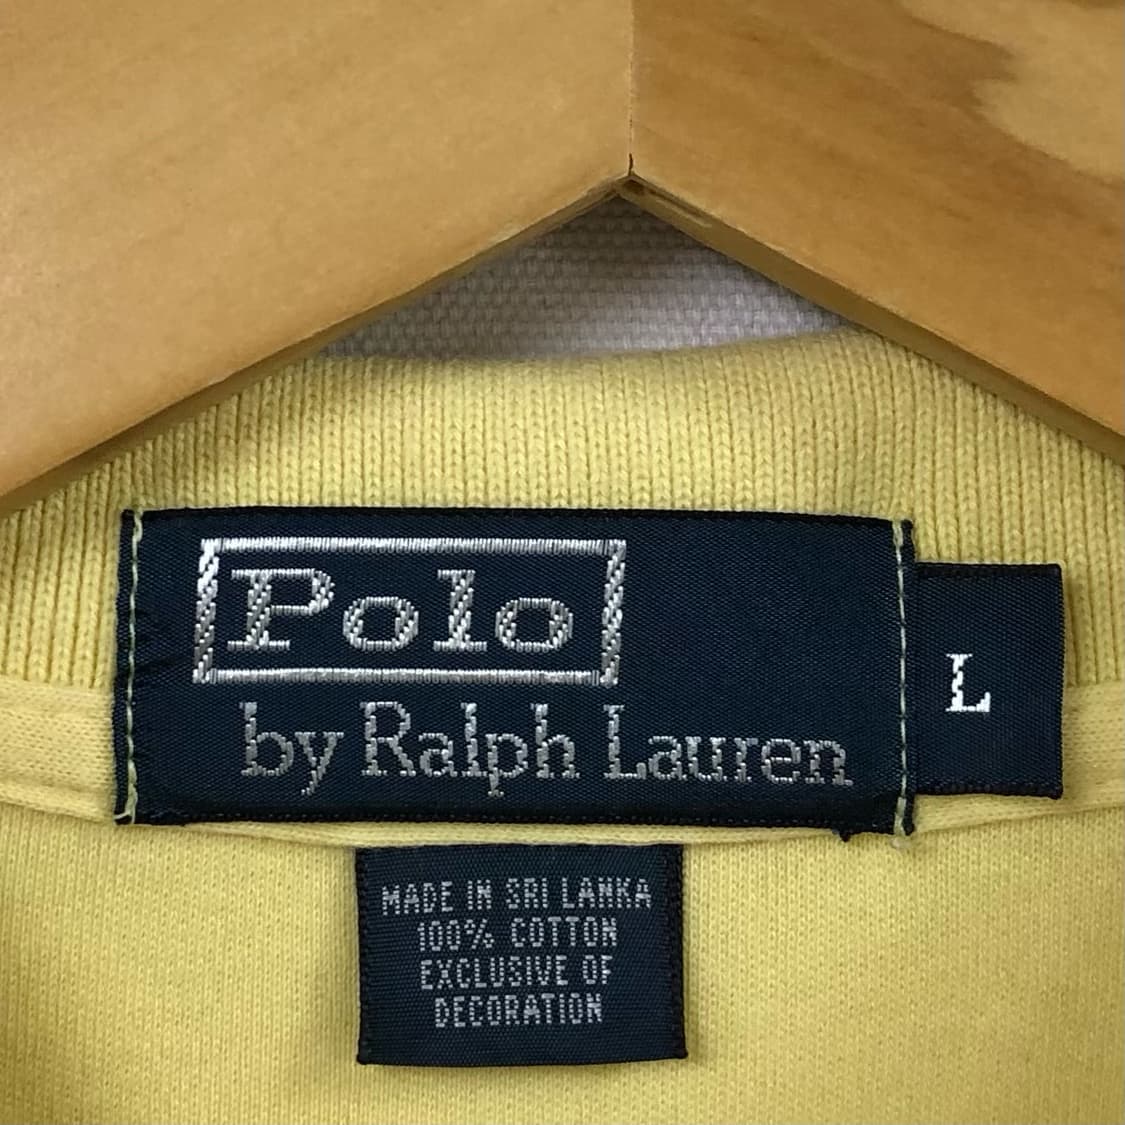 Polo
by Ralph Lauren
L
MADE IN SRI LANKA
100% COTTON
EXCLUSIVE OF
DECORATION